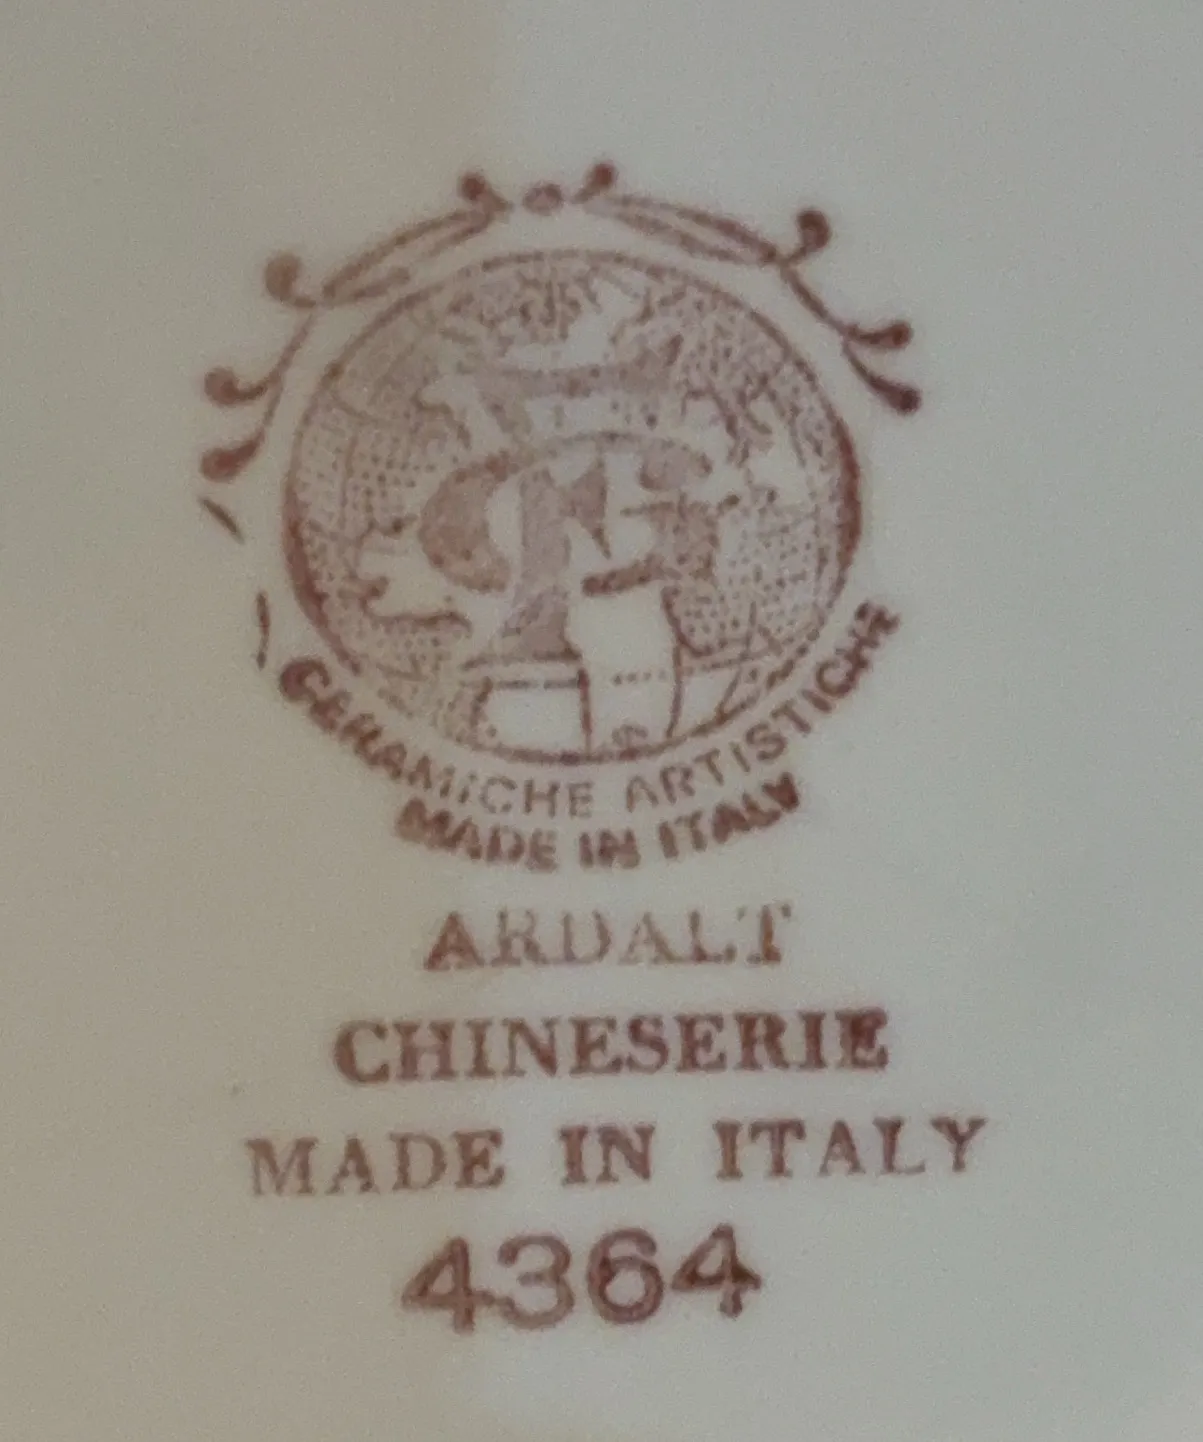 CERAMICHE ARTISTICHE
MADE IN ITALY
ARDALT
CHINESERIE
MADE IN ITALY
4364